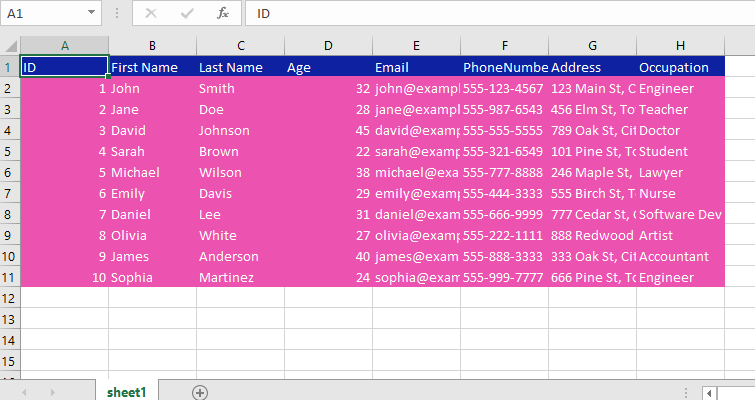 A1 fx ID
A B C D E F G H
1 ID First Name Last Name Age Email PhoneNumbe Address Occupation
2 1 John Smith 32 john@exampl 555-123-4567 123 Main St, C Engineer
3 2 Jane Doe 28 jane@exampl 555-987-6543 456 Elm St, To Teacher
4 3 David Johnson 45 david@exam 555-555-5555 789 Oak St, Cit Doctor
5 4 Sarah Brown 22 sarah@exam 555-321-6549 101 Pine St, To Student
6 5 Michael Wilson 38 michael@exa 555-777-8888 246 Maple St, Lawyer
7 6 Emily Davis 29 emily@exam 555-444-3333 555 Birch St, T Nurse
8 7 Daniel Lee 31 daniel@exam 555-666-9999 777 Cedar St, Software Dev
9 8 Olivia White 27 olivia@examp 555-222-1111 888 Redwood Artist
10 9 James Anderson 40 james@exam 555-888-3333 333 Oak St, Cit Accountant
11 10 Sophia Martinez 24 sophia@exam 555-999-7777 666 Pine St, To Engineer
12
13
14
15
sheet1